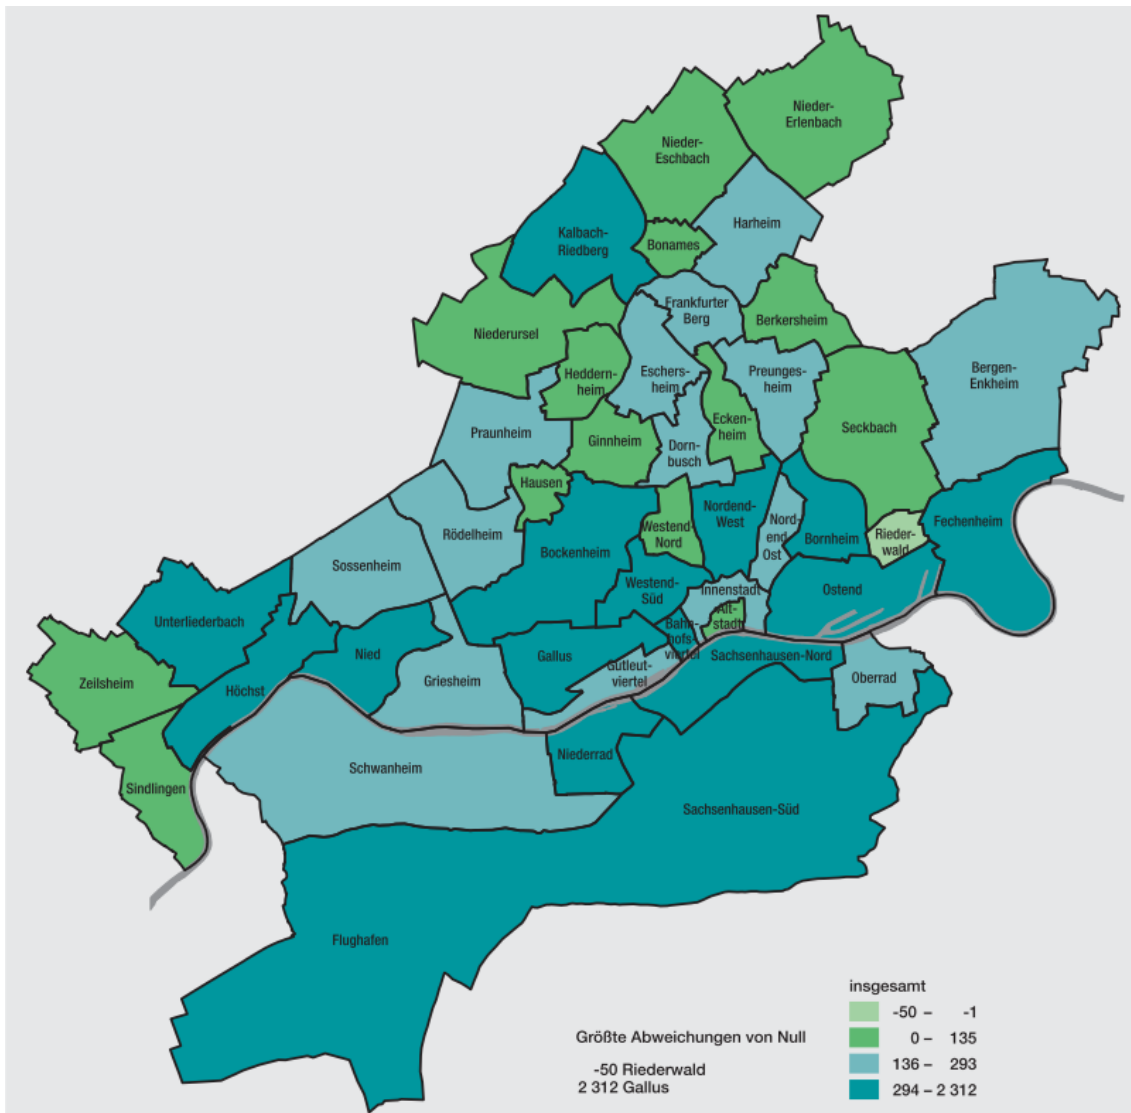 Nieder-
Erlenbach
Nieder-
Eschbach
Harheim
Kalbach-
Riedberg
Bonames
Frankfurter
Berg
Berkersheim
Niederursel
Heddern-
heim
Eschers-
heim
Preunges-
heim
Bergen-
Enkheim
Praunheim
Ginnheim
Dorn-
busch
Ecken-
heim
Seckbach
Hausen
Rödelheim
Bockenheim
Westend-
Nord
Nordend-
West
Nord-
end
Ost
Bornheim
Rieder-
wald
Fechenheim
Sossenheim
Westend-
Süd
Innenstadt
Alt-
stadt
Ostend
Unterliederbach
Nied
Gallus
Bahn-
hofs-
viertel
Gutleut-
viertel
Sachsenhausen-Nord
Oberrad
Zeilsheim
Höchst
Griesheim
Sindlingen
Schwanheim
Niederrad
Sachsenhausen-Süd
Flughafen
Größte Abweichungen von Null
-50 Riederwald
2 312 Gallus
insgesamt
-50 – -1
0 – 135
136 – 293
294 – 2 312